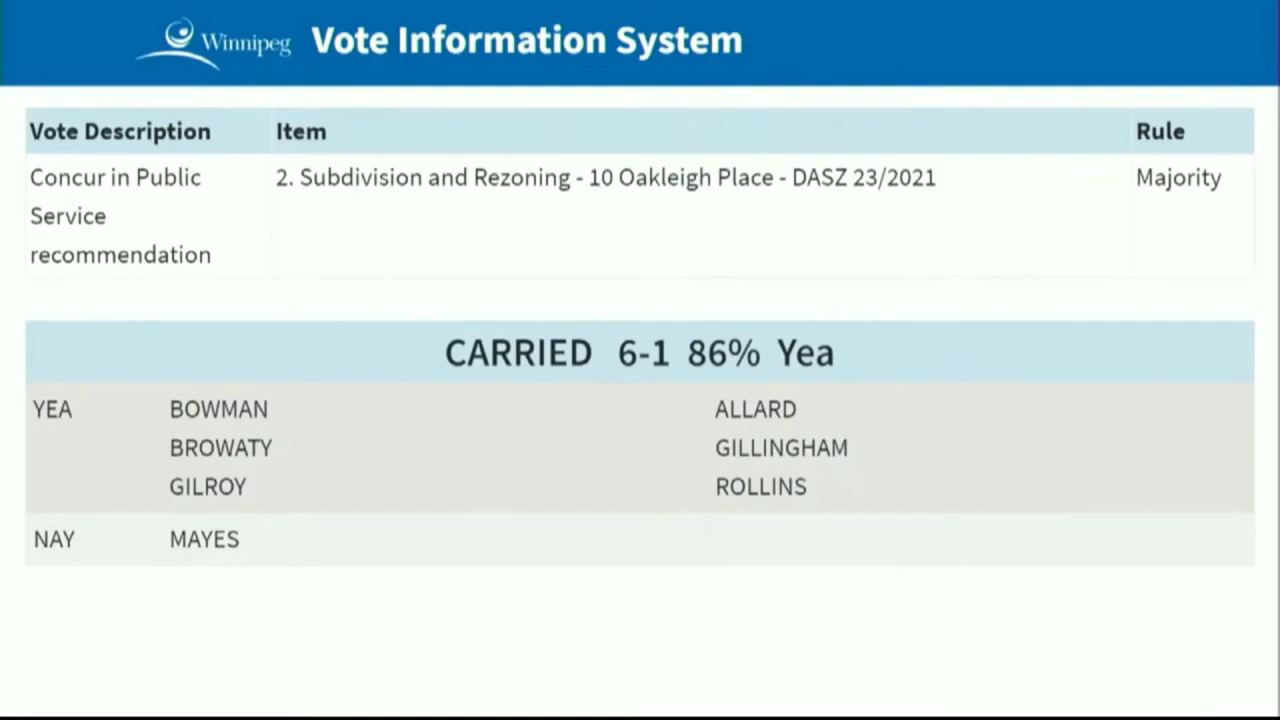 Winnipeg Vote Information System
Vote Description Item Rule
Concur in Public 2. Subdivision and Rezoning - 10 Oakleigh Place - DASZ 23/2021 Majority
Service
recommendation
CARRIED 6-1 86% Yea
YEA BOWMAN ALLARD
BROWATY GILLINGHAM
GILROY ROLLINS
NAY MAYES